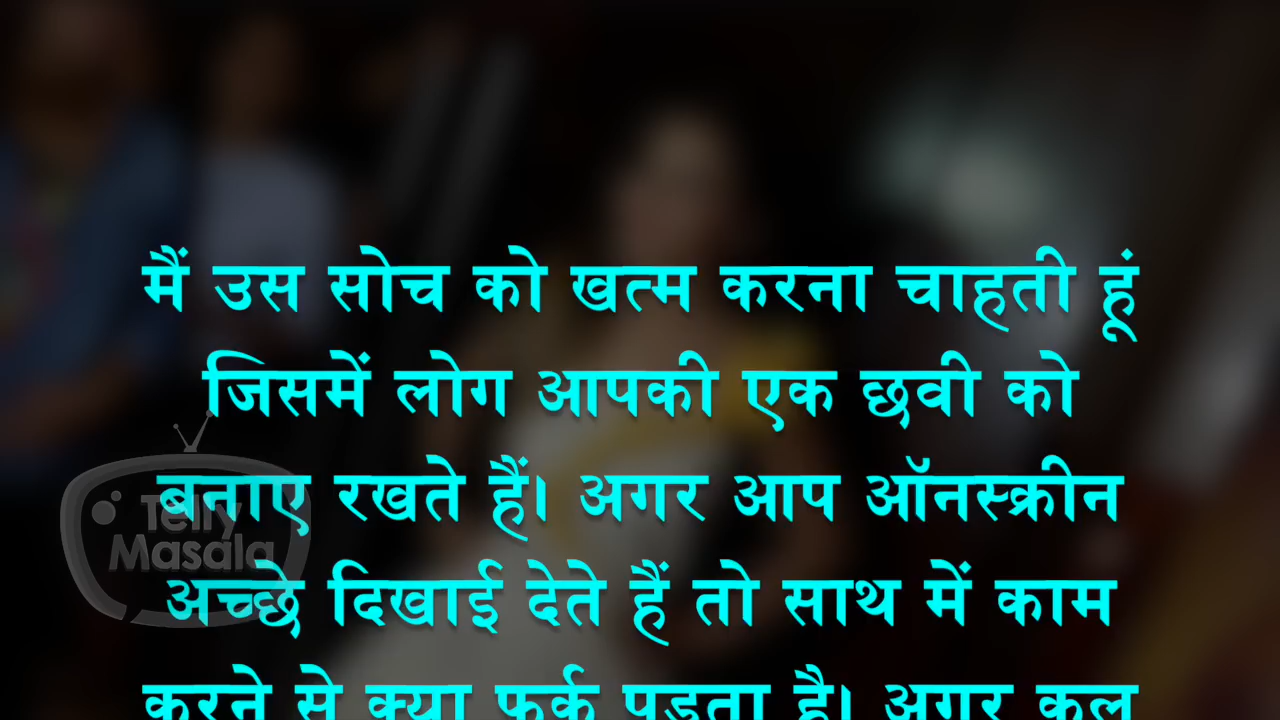 मैं उस सोच को खत्म करना चाहती हूं
जिसमें लोग आपकी एक छवी को
बनाए रखते हैं। अगर आप ऑनस्क्रीन
अच्छे दिखाई देते हैं तो साथ में काम
करने से क्या फर्क पड़ता है। अगर कल
Telly
Masala